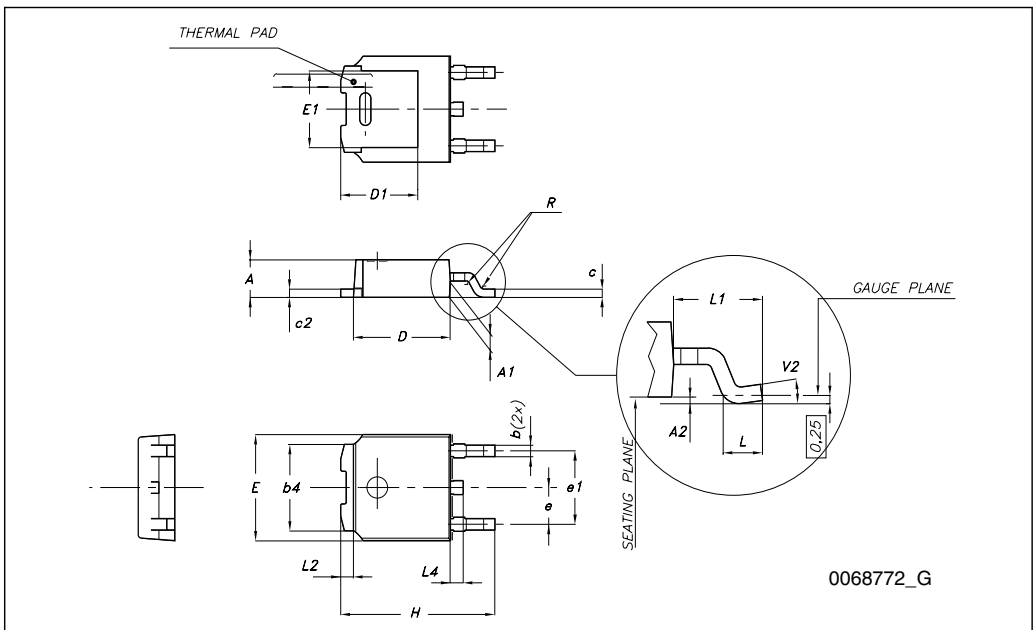 THERMAL PAD
E1
D1
R
A
c
c2
D
A1
L1
GAUGE PLANE
V2
A2
L
0,25
SEATING PLANE
b(2x)
E
b4
e
e1
L2
L4
H
0068772_G